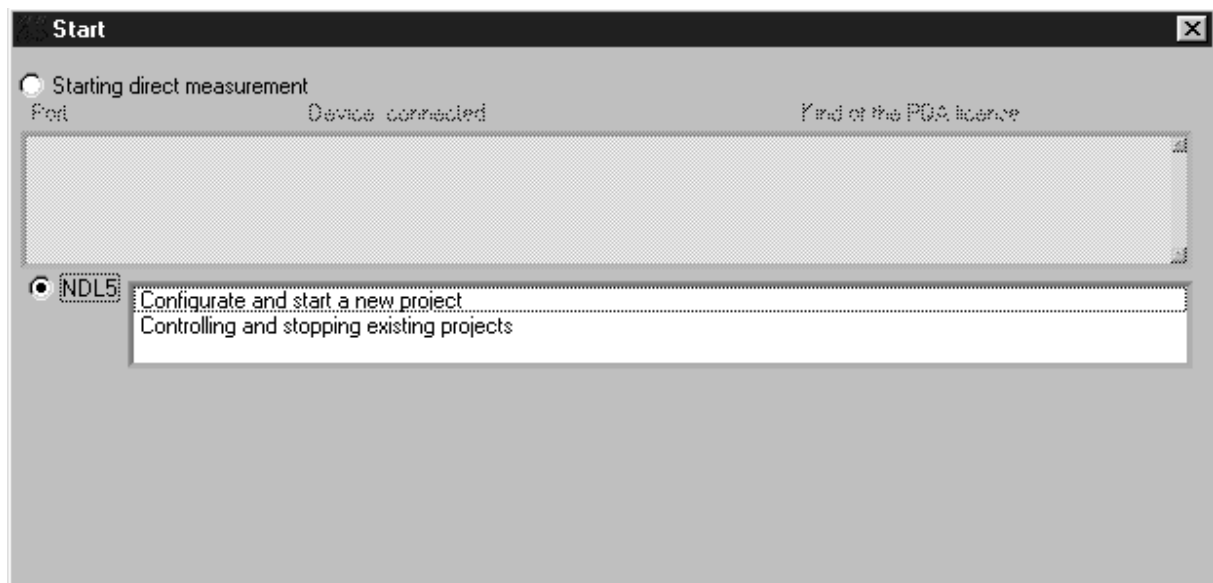 Start
Starting direct measurement
Port Device connected Kind of the PQA licence
NDL5
Configurate and start a new project
Controlling and stopping existing projects